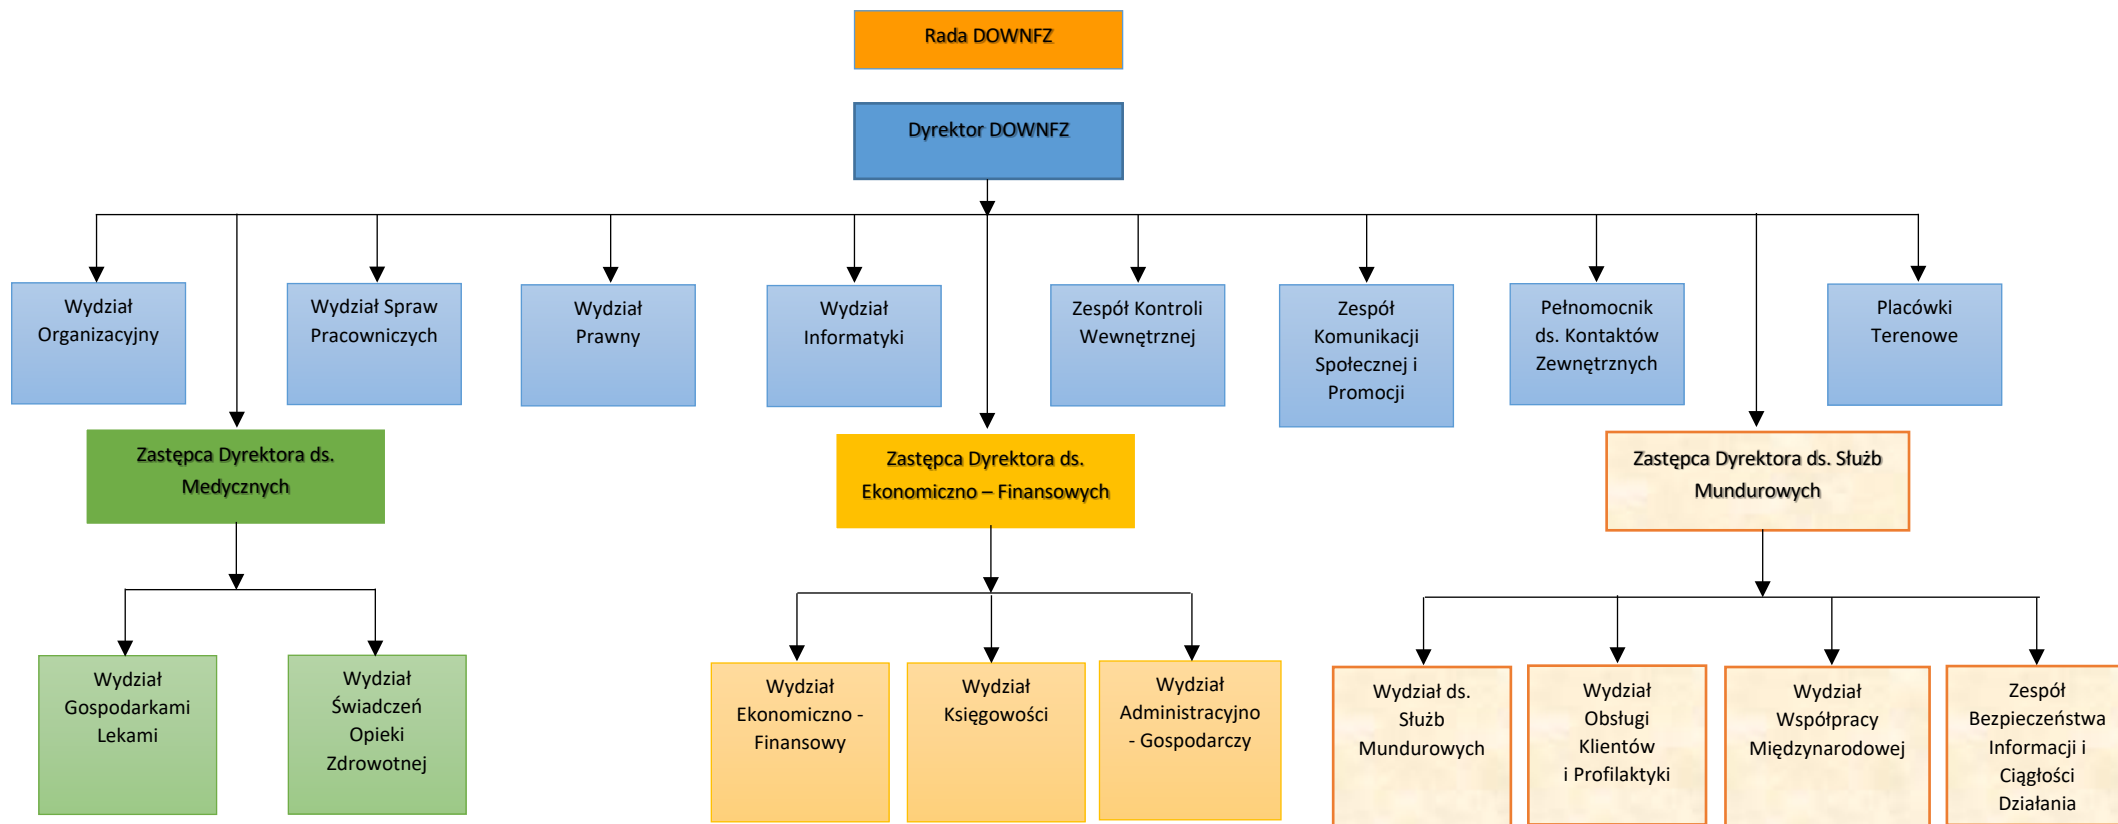 Rada DOWNFZ
Dyrektor DOWNFZ
Wydział
Organizacyjny
Wydział Spraw
Pracowniczych
Wydział
Prawny
Wydział
Informatyki
Zespół Kontroli
Wewnętrznej
Zespół
Komunikacji
Społecznej i
Promocji
Pełnomocnik
ds. Kontaktów
Zewnętrznych
Placówki
Terenowe
Zastępca Dyrektora ds.
Medycznych
Zastępca Dyrektora ds.
Ekonomiczno – Finansowych
Zastępca Dyrektora ds. Służb
Mundurowych
Wydział
Gospodarkami
Lekami
Wydział
Świadczeń
Opieki
Zdrowotnej
Wydział
Ekonomiczno -
Finansowy
Wydział
Księgowości
Wydział
Administracyjno
- Gospodarczy
Wydział ds.
Służb
Mundurowych
Wydział
Obsługi
Klientów
i Profilaktyki
Wydział
Współpracy
Międzynarodowej
Zespół
Bezpieczeństwa
Informacji i
Ciągłości
Działania